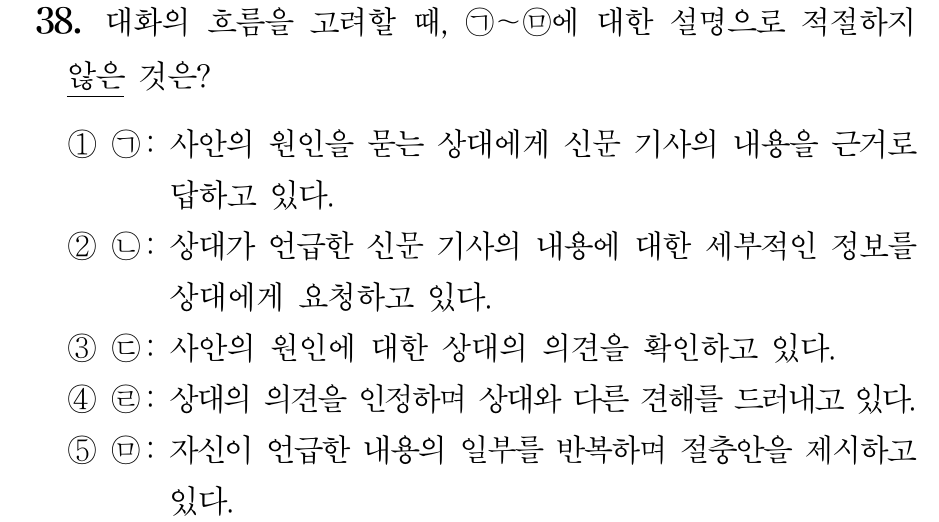 38. 대화의 흐름을 고려할 때, ㉠~㉤에 대한 설명으로 적절하지
않은 것은?
① ㉠: 사안의 원인을 묻는 상대에게 신문 기사의 내용을 근거로
답하고 있다.
② ㉡: 상대가 언급한 신문 기사의 내용에 대한 세부적인 정보를
상대에게 요청하고 있다.
③ ㉢: 사안의 원인에 대한 상대의 의견을 확인하고 있다.
④ ㉣: 상대의 의견을 인정하며 상대와 다른 견해를 드러내고 있다.
⑤ ㉤: 자신이 언급한 내용의 일부를 반복하며 절충안을 제시하고
있다.